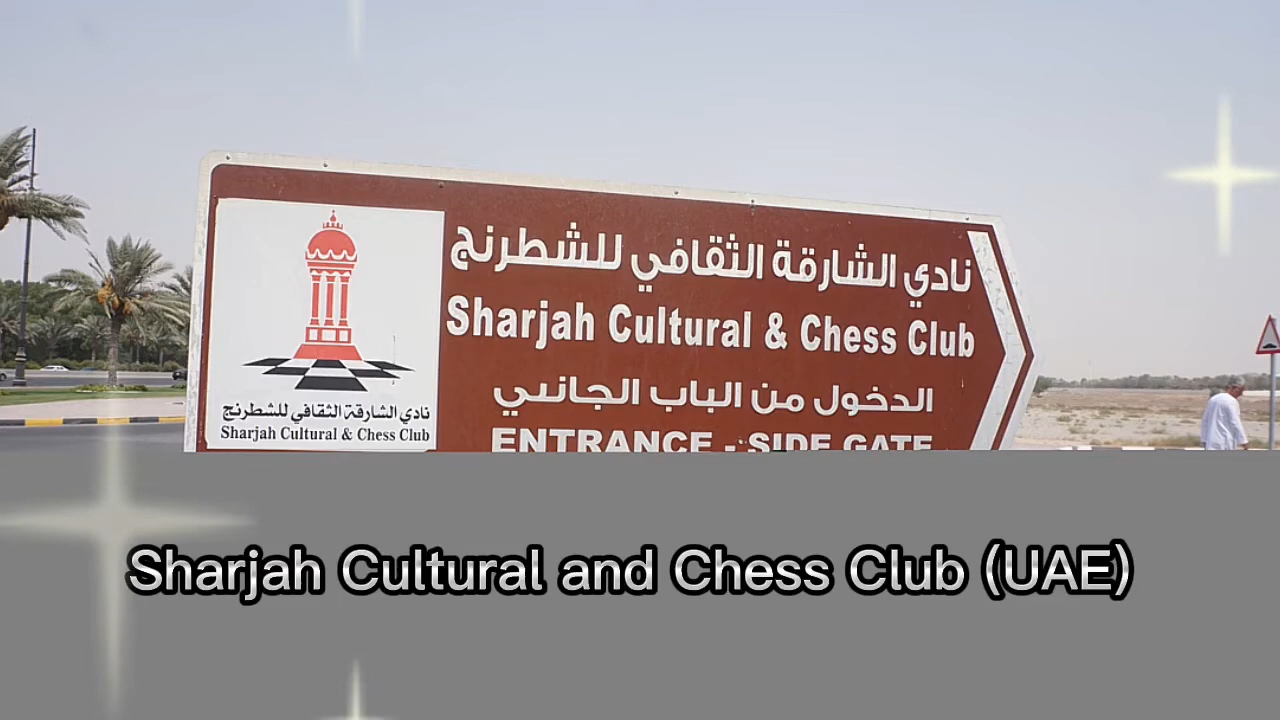 نادي الشارقة الثقافي للشطرنج
Sharjah Cultural & Chess Club
الدخول من الباب الجانبي
ENTRANCE - SIDE GATE
نادي الشارقة الثقافي للشطرنج
Sharjah Cultural & Chess Club
Sharjah Cultural and Chess Club (UAE)